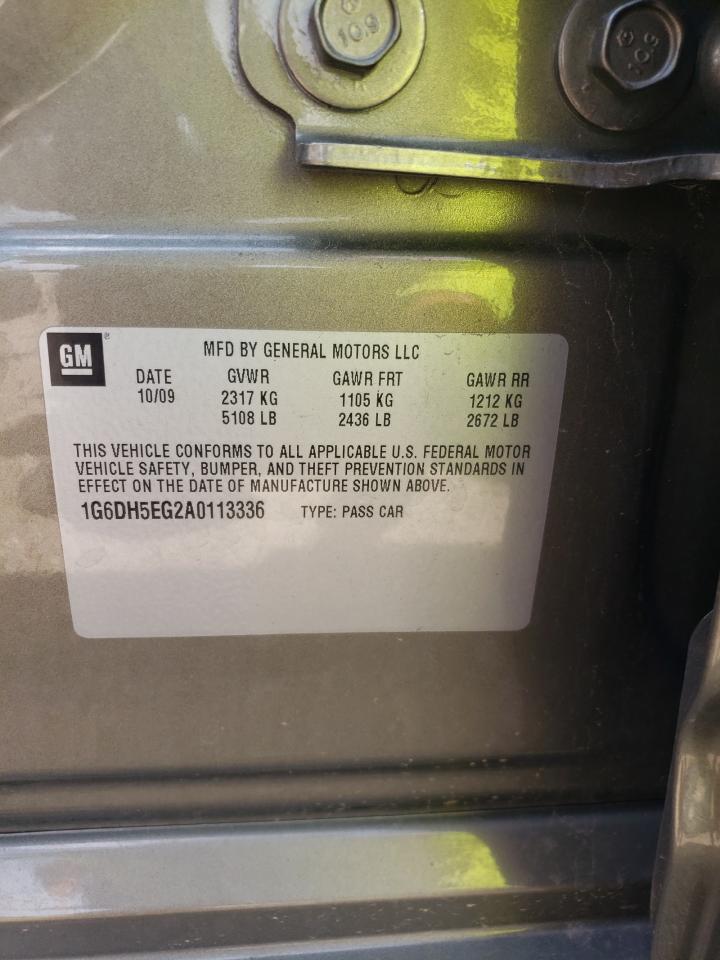 10.9
10.9
GM
MFD BY GENERAL MOTORS LLC
DATE GVWR GAWR FRT GAWR RR
10/09 2317 KG 1105 KG 1212 KG
5108 LB 2436 LB 2672 LB
THIS VEHICLE CONFORMS TO ALL APPLICABLE U.S. FEDERAL MOTOR
VEHICLE SAFETY, BUMPER, AND THEFT PREVENTION STANDARDS IN
EFFECT ON THE DATE OF MANUFACTURE SHOWN ABOVE.
1G6DH5EG2A0113336 TYPE: PASS CAR